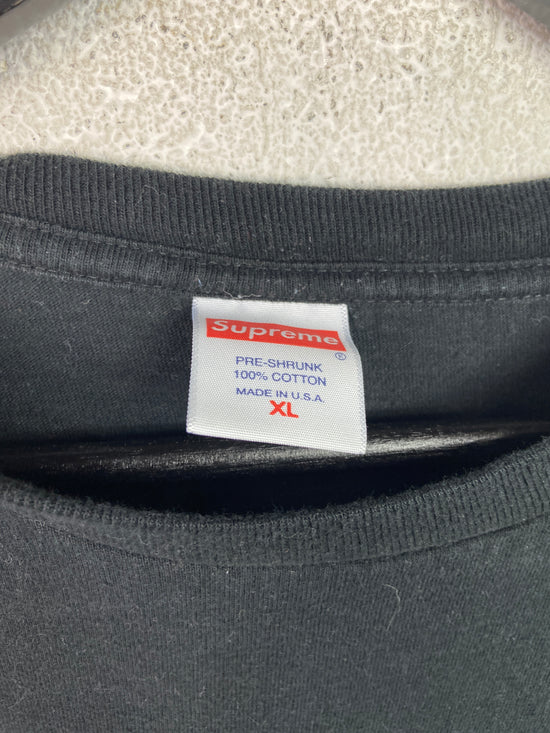 Supreme
®
PRE-SHRUNK
100% COTTON
MADE IN U.S.A.
XL